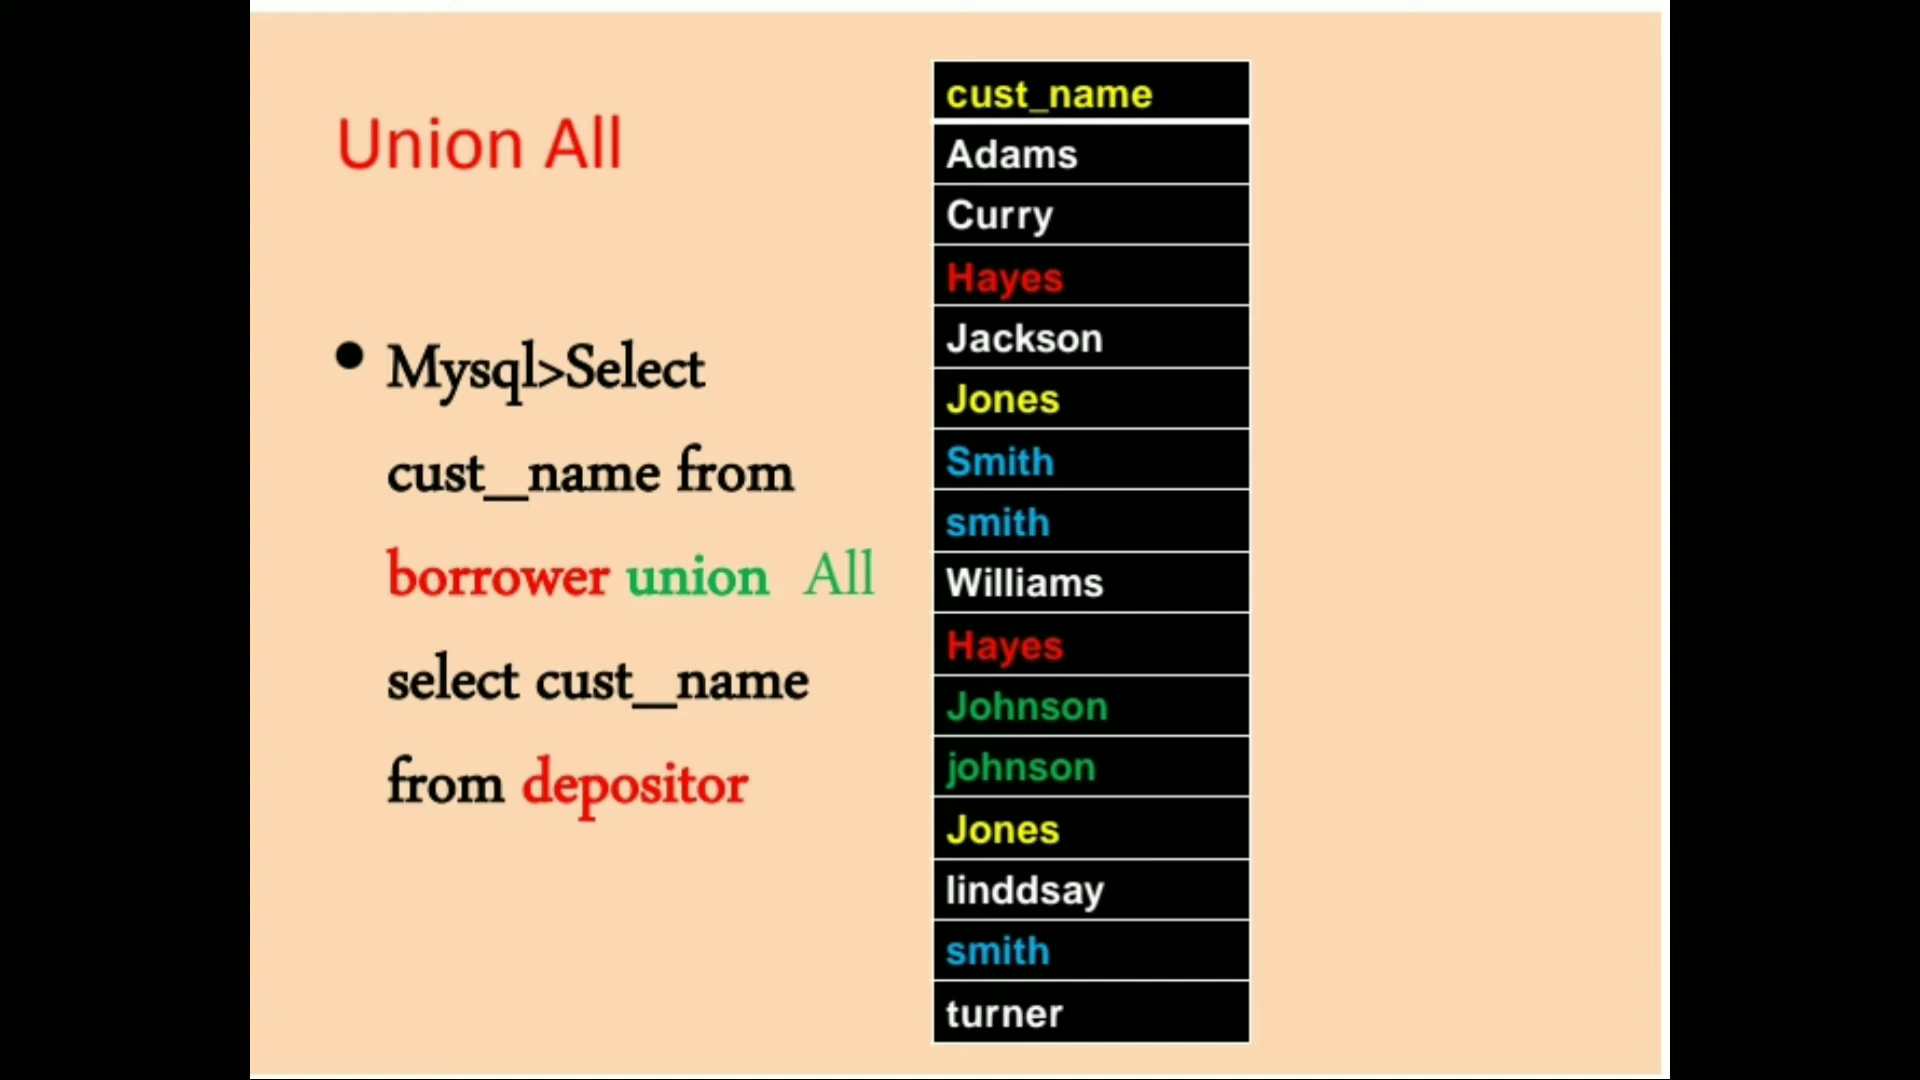 Union All
• Mysql>Select
cust_name from
borrower union All
select cust_name
from depositor
cust_name
Adams
Curry
Hayes
Jackson
Jones
Smith
smith
Williams
Hayes
Johnson
johnson
Jones
linddsay
smith
turner